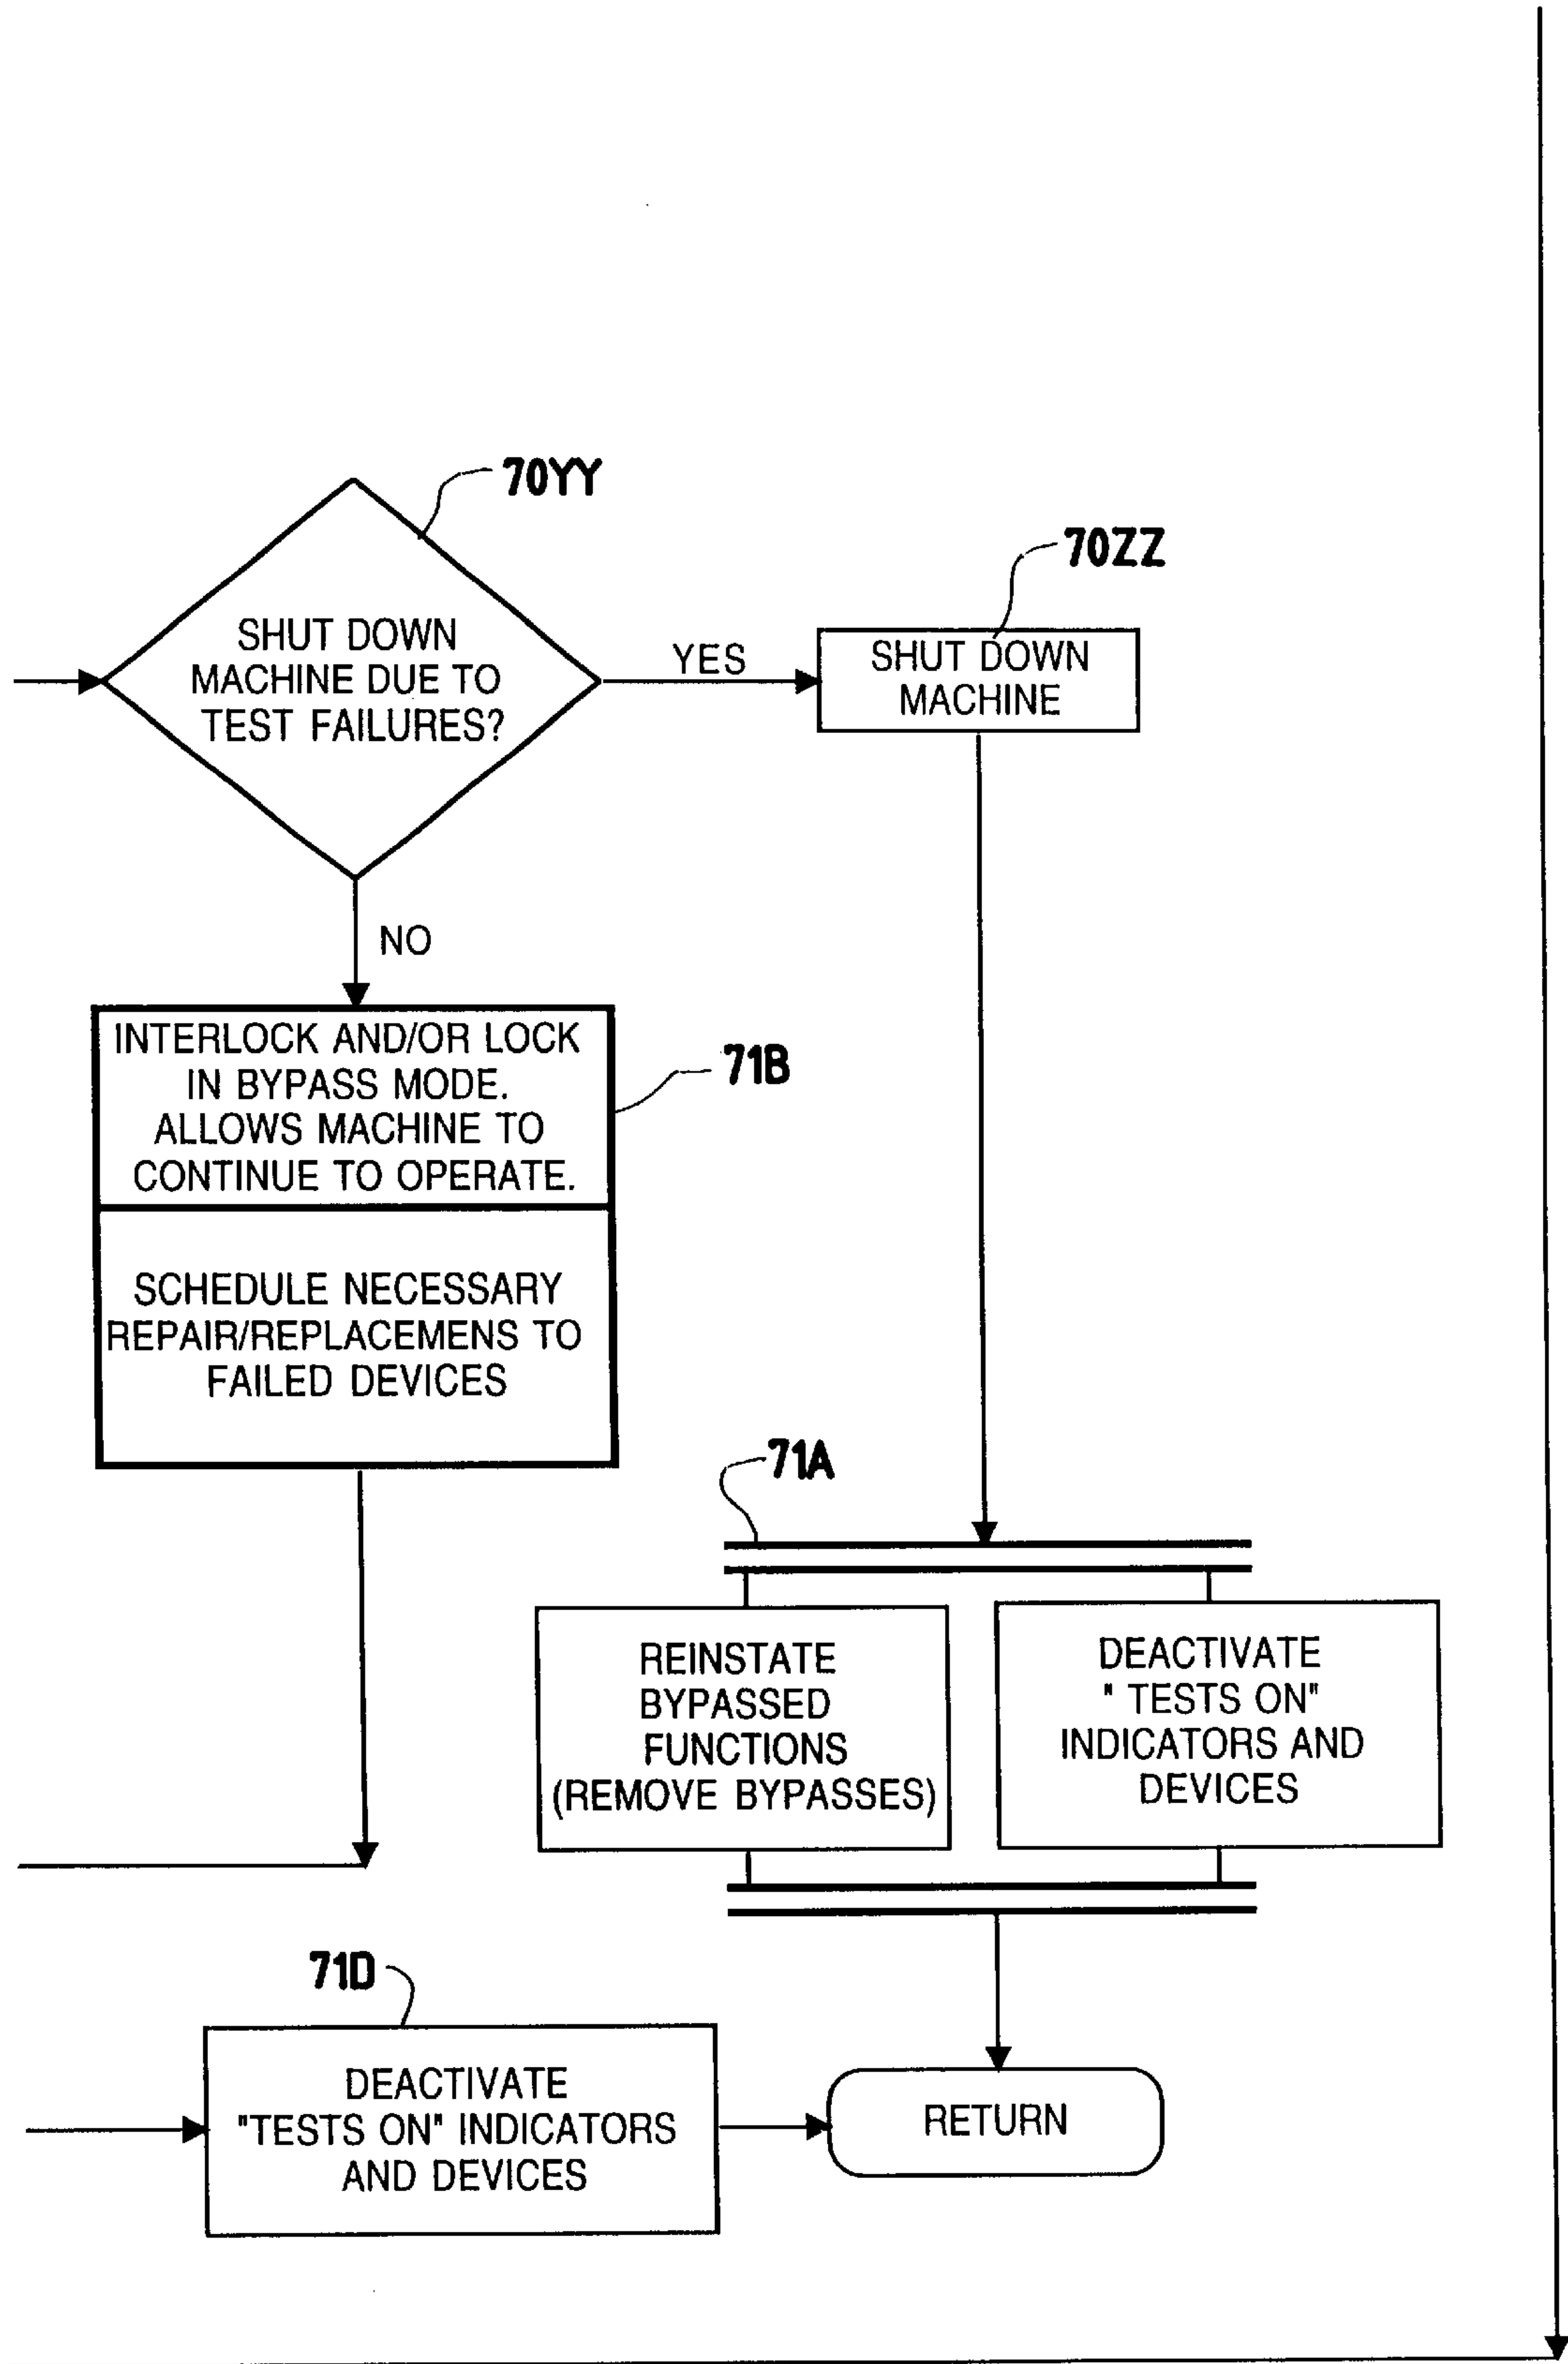 70YY
SHUT DOWN
MACHINE DUE TO
TEST FAILURES?
YES
70ZZ
SHUT DOWN
MACHINE
NO
INTERLOCK AND/OR LOCK
IN BYPASS MODE.
ALLOWS MACHINE TO
CONTINUE TO OPERATE.
71B
SCHEDULE NECESSARY
REPAIR/REPLACEMENS TO
FAILED DEVICES
71A
REINSTATE
BYPASSED
FUNCTIONS
(REMOVE BYPASSES)
DEACTIVATE
" TESTS ON"
INDICATORS AND
DEVICES
71D
DEACTIVATE
"TESTS ON" INDICATORS
AND DEVICES
RETURN